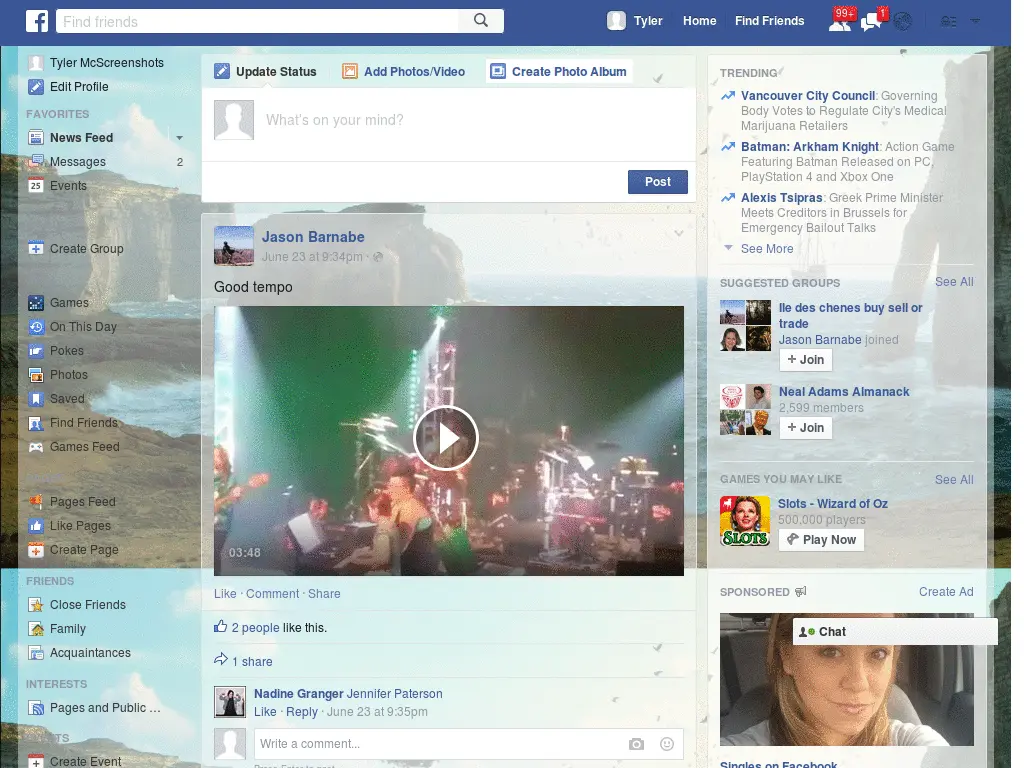 Find friends
Tyler
Home
Find Friends
99+
1
Tyler McScreenshots
Edit Profile
FAVORITES
News Feed
Messages
2
25
Events
Create Group
Games
On This Day
Pokes
Photos
Saved
Find Friends
Games Feed
Pages Feed
Like Pages
Create Page
FRIENDS
Close Friends
Family
Acquaintances
INTERESTS
Pages and Public ...
Create Event
Update Status
Add Photos/Video
Create Photo Album
What's on your mind?
Post
Jason Barnabe
June 23 at 9:34pm ·
Good tempo
03:48
Like · Comment · Share
2 people like this.
1 share
Nadine Granger Jennifer Paterson
Like · Reply · June 23 at 9:35pm
Write a comment...
Press Enter to post.
TRENDING
Vancouver City Council: Governing
Body Votes to Regulate City's Medical
Marijuana Retailers
Batman: Arkham Knight: Action Game
Featuring Batman Released on PC,
PlayStation 4 and Xbox One
Alexis Tsipras: Greek Prime Minister
Meets Creditors in Brussels for
Emergency Bailout Talks
See More
SUGGESTED GROUPS
See All
Ile des chenes buy sell or
trade
Jason Barnabe joined
+ Join
Neal Adams Almanack
2,599 members
+ Join
GAMES YOU MAY LIKE
See All
SLOTS
Slots - Wizard of Oz
500,000 players
Play Now
SPONSORED
Create Ad
Chat
Singles on Facebook